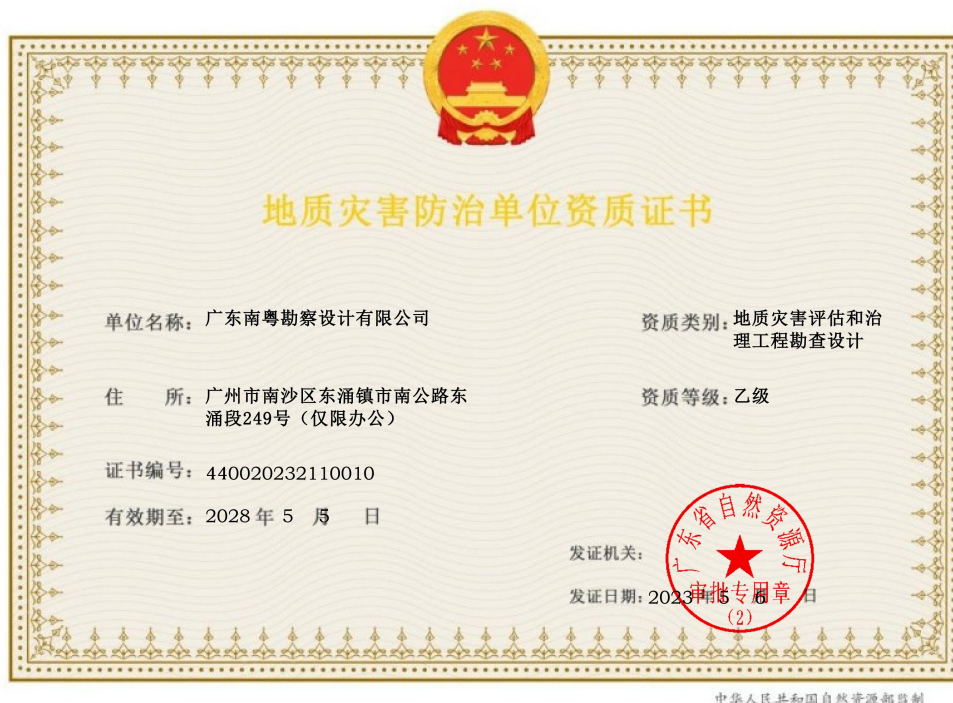 地质灾害防治单位资质证书
单位名称：广东南粤勘察设计有限公司
资质类别：地质灾害评估和治
理工程勘查设计
住 所：广州市南沙区东涌镇市南公路东
涌段249号（仅限办公）
资质等级：乙级
证书编号：440020232110010
有效期至：2028 年 5 月 5 日
发证机关：
广东省自然资源厅
审批专用章
(2)
发证日期：2023 年 5 月 6 日
中华人民共和国自然资源部监制